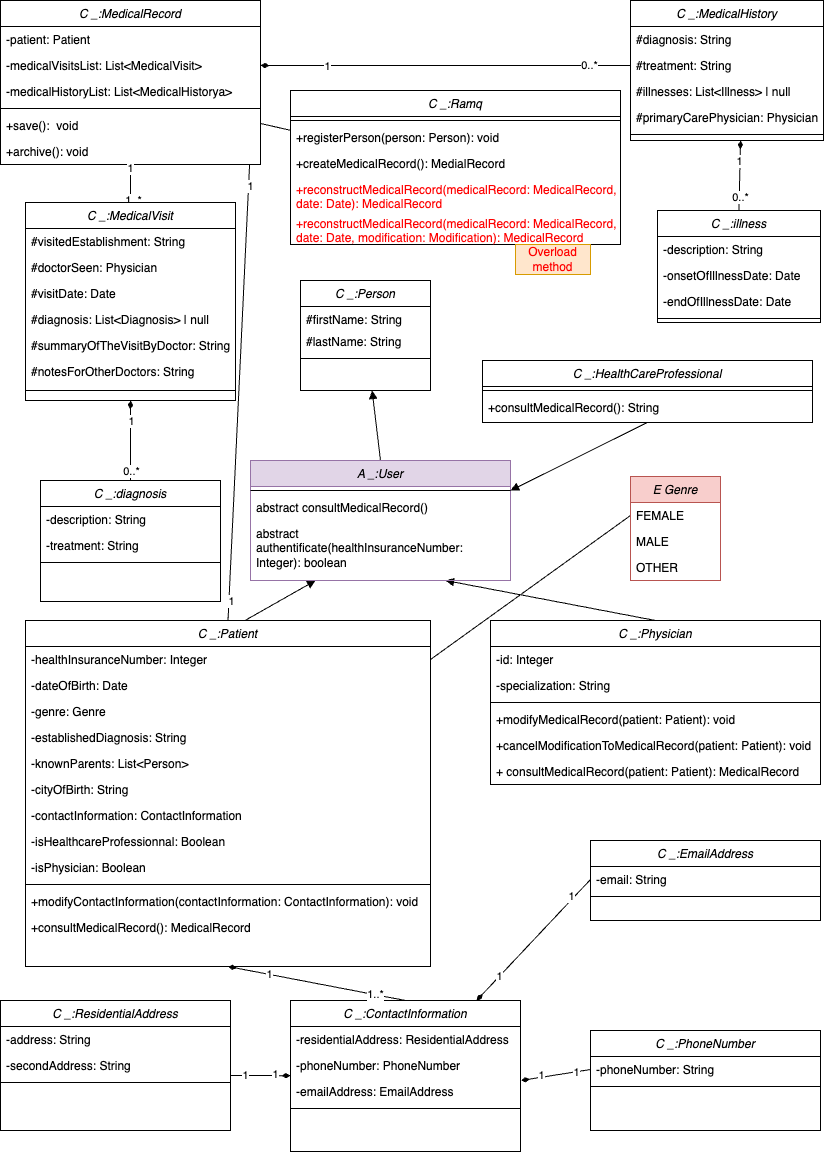 C _:MedicalRecord
-patient: Patient
-medicalVisitsList: List<MedicalVisit>
-medicalHistoryList: List<MedicalHistorya>
+save():  void
+archive(): void
1
0..*
C _:MedicalHistory
#diagnosis: String
#treatment: String
#illnesses: List<Illness> | null
#primaryCarePhysician: Physician
C _:Ramq
+registerPerson(person: Person): void
+createMedicalRecord(): MedialRecord
+reconstructMedicalRecord(medicalRecord: MedicalRecord,
date: Date): MedicalRecord
+reconstructMedicalRecord(medicalRecord: MedicalRecord,
date: Date, modification: Modification): MedicalRecord
Overload
method
1
1..*
1
1
0..*
C _:MedicalVisit
#visitedEstablishment: String
#doctorSeen: Physician
#visitDate: Date
#diagnosis: List<Diagnosis> | null
#summaryOfTheVisitByDoctor: String
#notesForOtherDoctors: String
C _:illness
-description: String
-onsetOfIllnessDate: Date
-endOfIllnessDate: Date
C _:Person
#firstName: String
#lastName: String
C _:HealthCareProfessional
+consultMedicalRecord(): String
1
0..*
C _:diagnosis
-description: String
-treatment: String
A _:User
abstract consultMedicalRecord()
abstract
authentificate(healthInsuranceNumber:
Integer): boolean
E Genre
FEMALE
MALE
OTHER
1
C _:Patient
-healthInsuranceNumber: Integer
-dateOfBirth: Date
-genre: Genre
-establishedDiagnosis: String
-knownParents: List<Person>
-cityOfBirth: String
-contactInformation: ContactInformation
-isHealthcareProfessionnal: Boolean
-isPhysician: Boolean
+modifyContactInformation(contactInformation: ContactInformation): void
+consultMedicalRecord(): MedicalRecord
C _:Physician
-id: Integer
-specialization: String
+modifyMedicalRecord(patient: Patient): void
+cancelModificationToMedicalRecord(patient: Patient): void
+ consultMedicalRecord(patient: Patient): MedicalRecord
C _:EmailAddress
-email: String
1
1
1
1..*
C _:ResidentialAddress
-address: String
-secondAddress: String
1
1
C _:ContactInformation
-residentialAddress: ResidentialAddress
-phoneNumber: PhoneNumber
-emailAddress: EmailAddress
1
1
C _:PhoneNumber
-phoneNumber: String